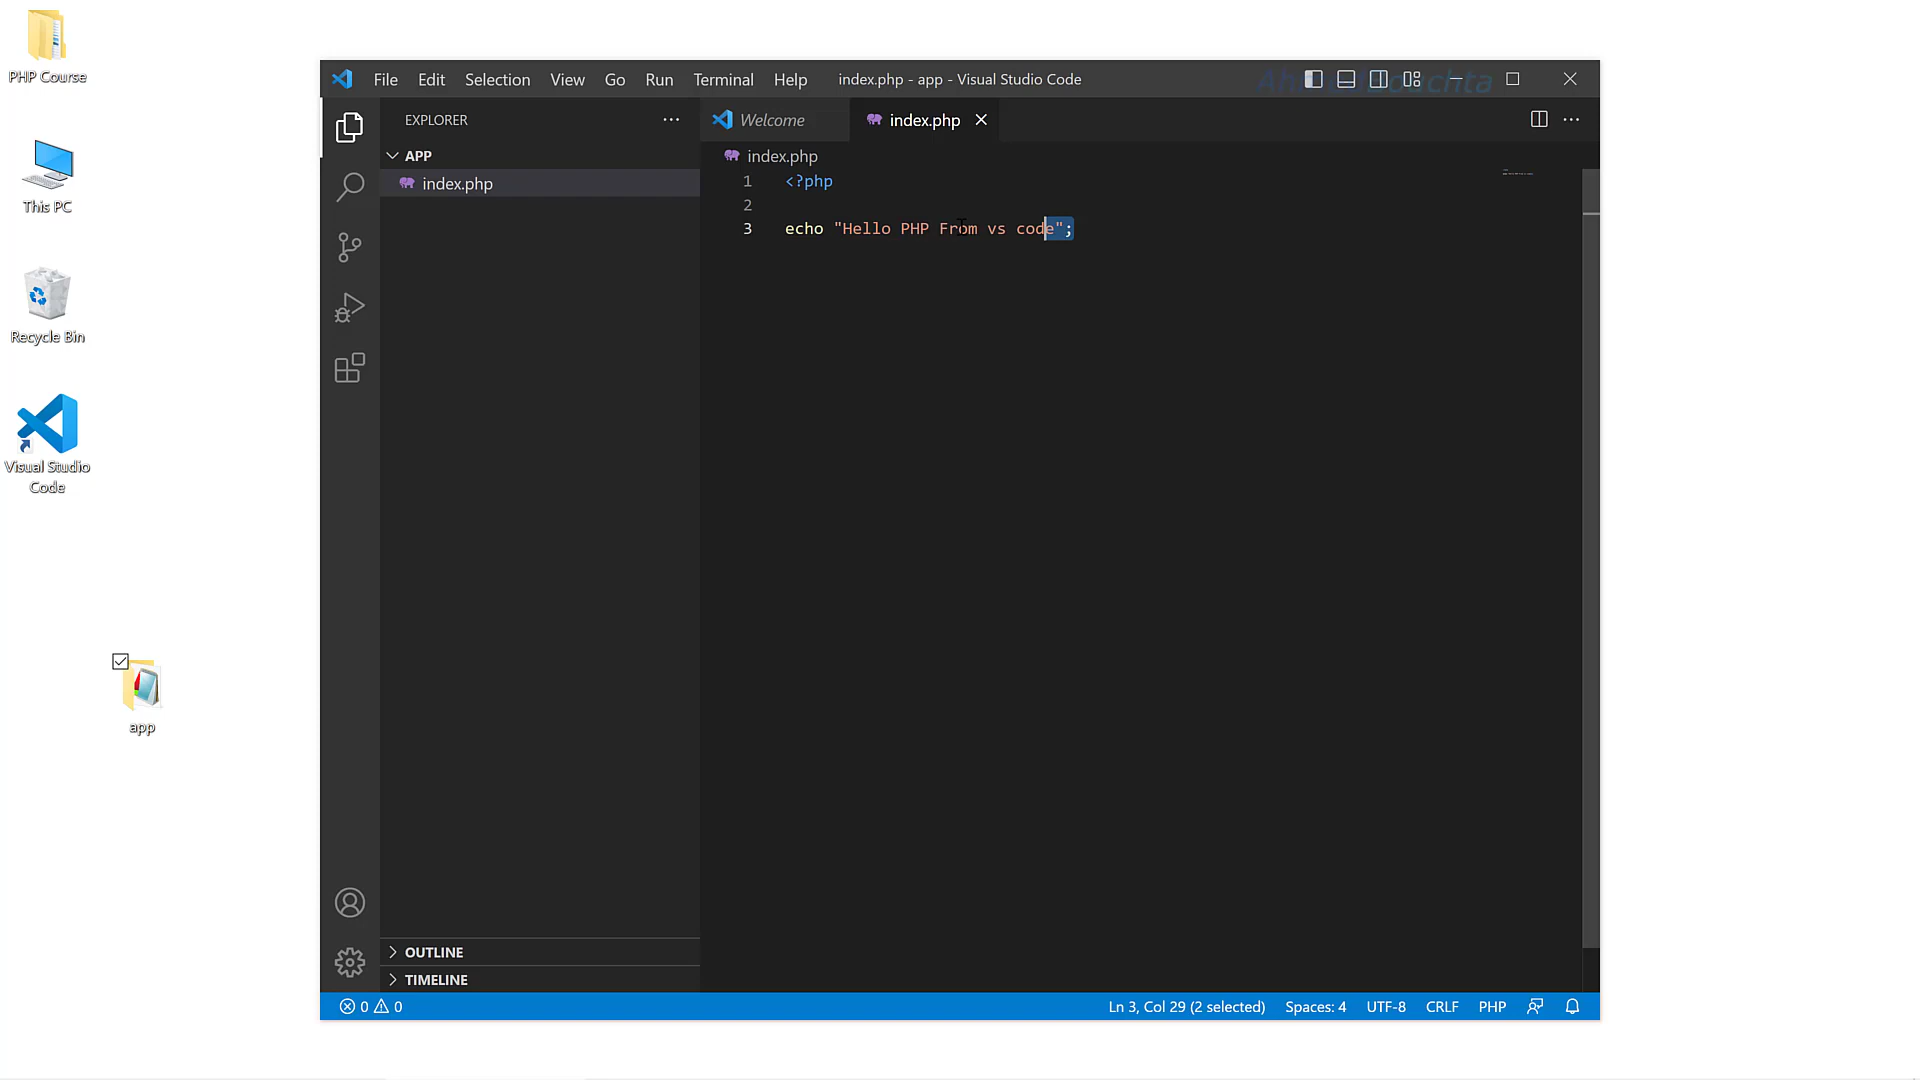 PHP Course
This PC
Recycle Bin
Visual Studio
Code
app
File Edit Selection View Go Run Terminal Help index.php - app - Visual Studio Code
EXPLORER
APP
index.php
OUTLINE
TIMELINE
Welcome index.php
index.php
1 <?php
2
3 echo "Hello PHP From vs code";
0 0 Ln 3, Col 29 (2 selected) Spaces: 4 UTF-8 CRLF PHP